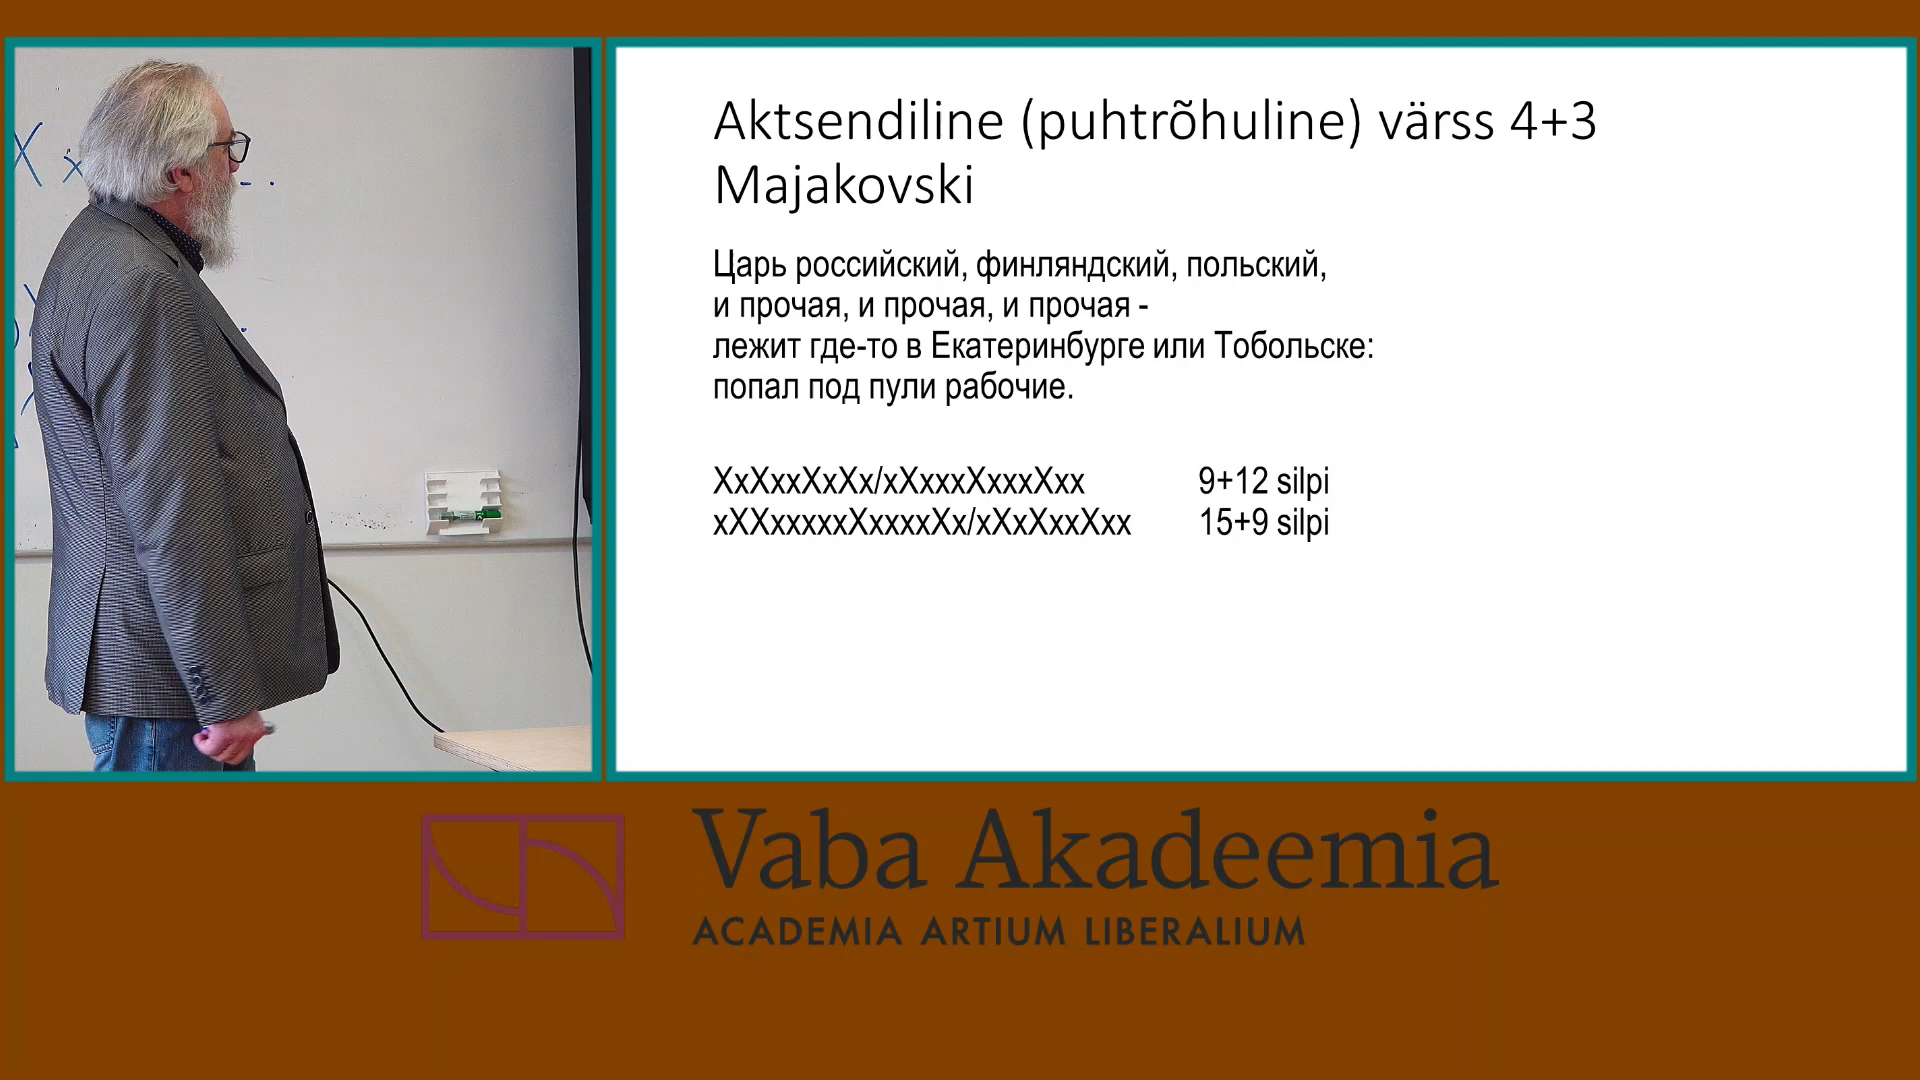 X x
Aktsendiline (puhtrõhuline) värss 4+3
Majakovski
Царь российский, финляндский, польский,
и прочая, и прочая, и прочая -
лежит где-то в Екатеринбурге или Тобольске:
попал под пули рабочие.
XxXxxXxXx/xXxxxXxxxXxx 9+12 silpi
xXXxxxxxXxxxxXx/xXxXxxXxx 15+9 silpi
Vaba Akadeemia
ACADEMIA ARTIUM LIBERALIUM